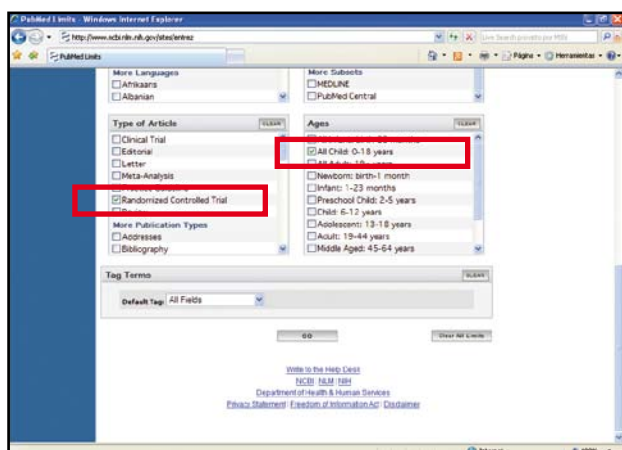 PubMed Limits - Windows Internet Explorer
http://www.ncbi.nlm.nih.gov/sites/entrez
Live Search
PubMed Limits
Página
Herramientas
More Languages
Afrikaans
Albanian
More Subsets
MEDLINE
PubMed Central
Type of Article
CLEAR
Clinical Trial
Editorial
Letter
Meta-Analysis
Randomized Controlled Trial
More Publication Types
Addresses
Bibliography
Ages
CLEAR
All Child: 0-18 years
Newborn: birth-1 month
Infant: 1-23 months
Preschool Child: 2-5 years
Child: 6-12 years
Adolescent: 13-18 years
Adult: 19-44 years
Middle Aged: 45-64 years
Tag Terms
CLEAR
Default Tag: All Fields
GO
Clear All Limits
Write to the Help Desk
NCBI | NLM | NIH
Department of Health & Human Services
Privacy Statement | Freedom of Information Act | Disclaimer